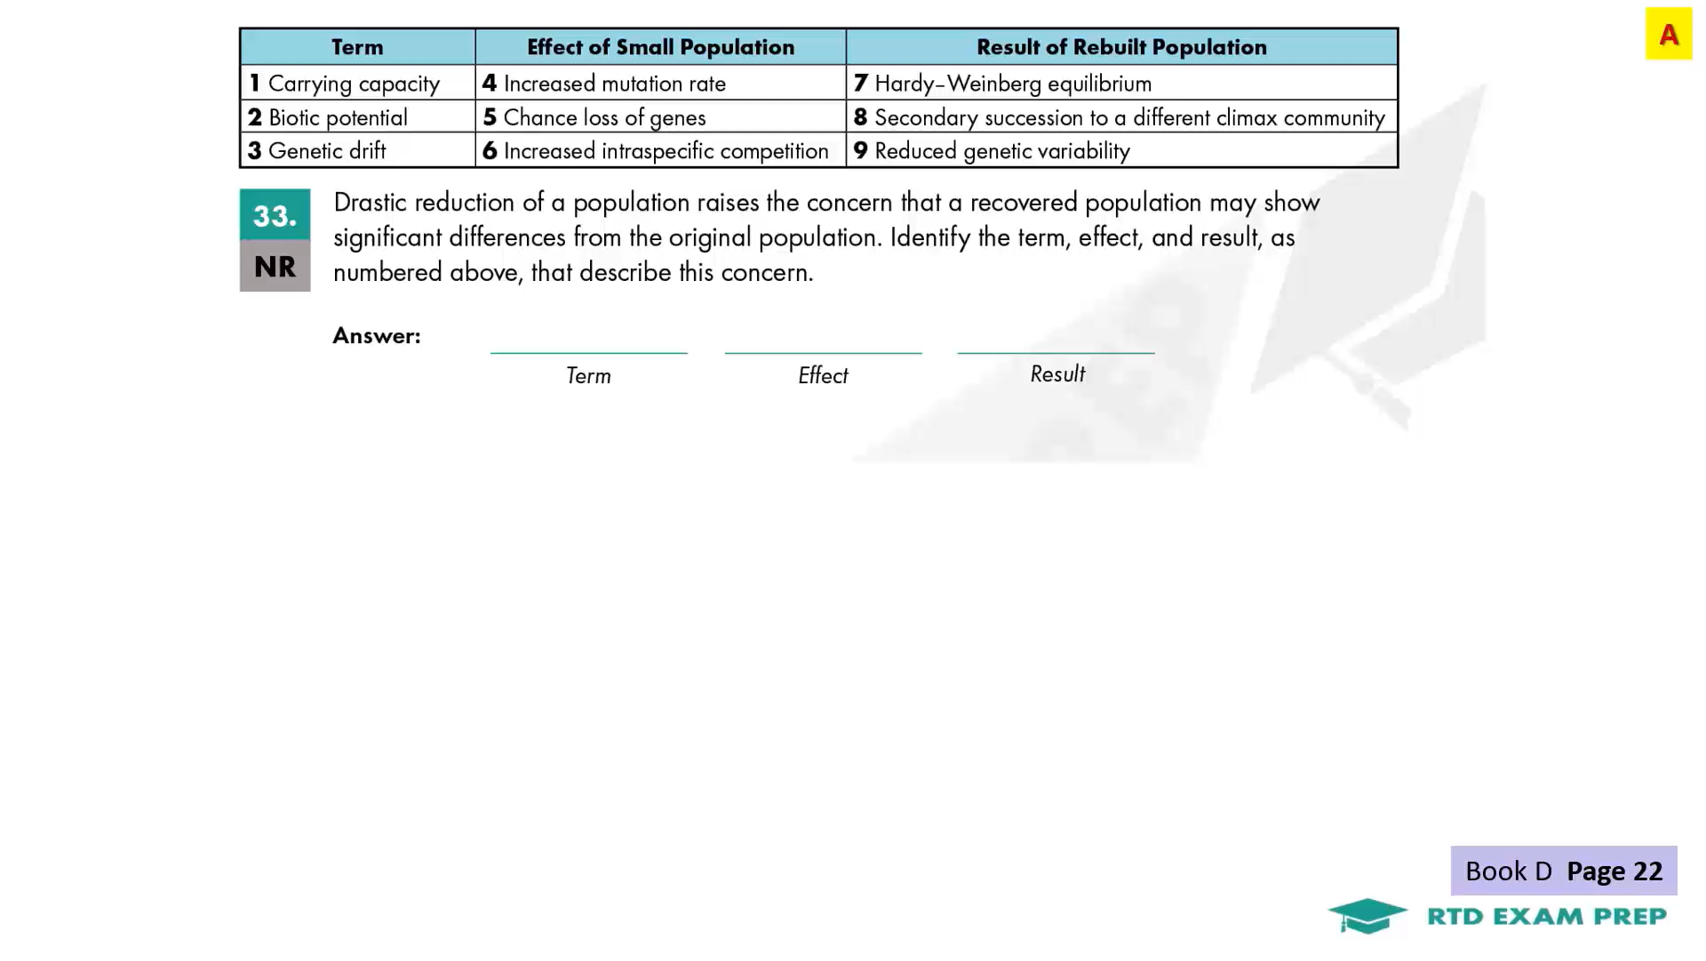 A
Term Effect of Small Population Result of Rebuilt Population
1 Carrying capacity 4 Increased mutation rate 7 Hardy–Weinberg equilibrium
2 Biotic potential 5 Chance loss of genes 8 Secondary succession to a different climax community
3 Genetic drift 6 Increased intraspecific competition 9 Reduced genetic variability
33. Drastic reduction of a population raises the concern that a recovered population may show
significant differences from the original population. Identify the term, effect, and result, as
NR numbered above, that describe this concern.
Answer:
Term Effect Result
Book D Page 22
RTD EXAM PREP